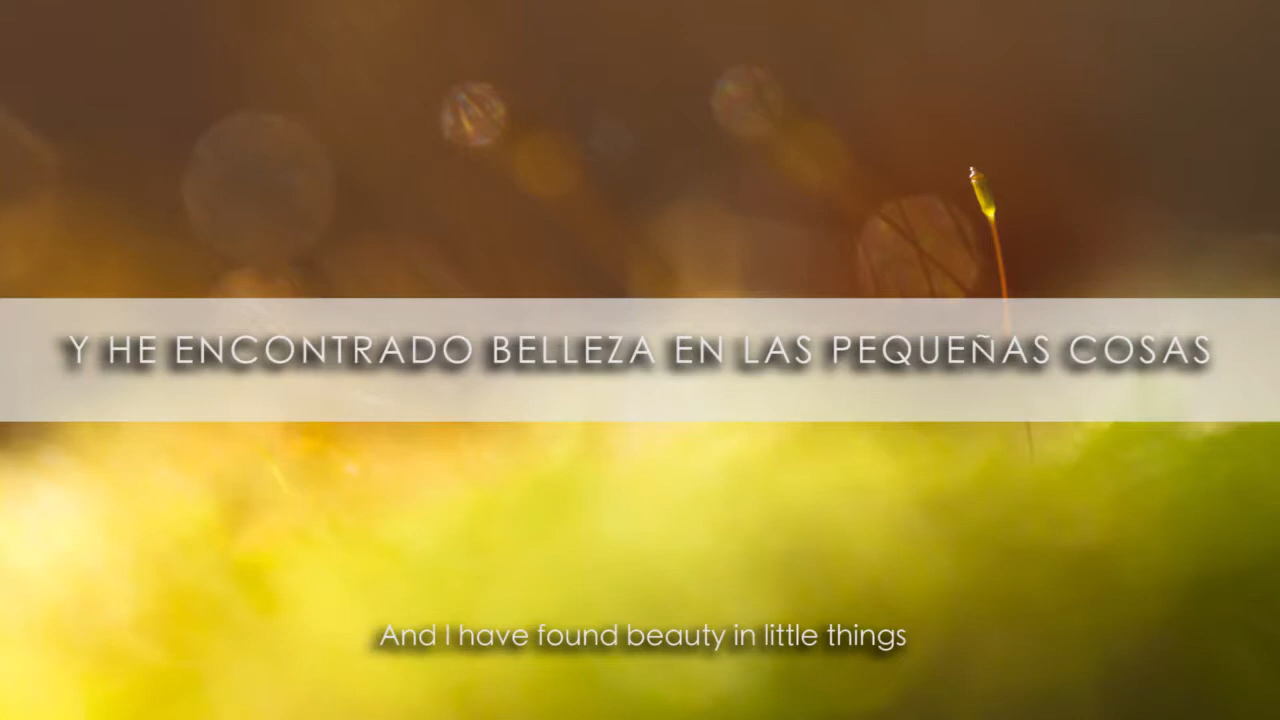 Y HE ENCONTRADO BELLEZA EN LAS PEQUEÑAS COSAS
And I have found beauty in little things